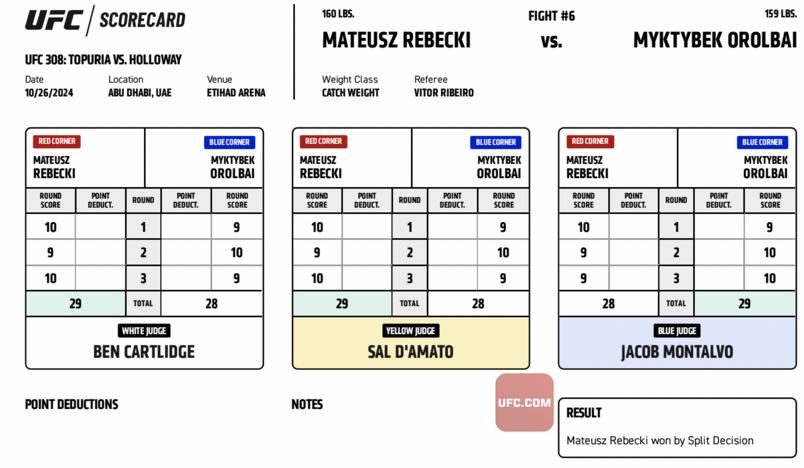 UFC SCORECARD
160 LBS.
FIGHT #6
159 LBS.
MATEUSZ REBECKI
VS.
MYKTYBEK OROLBAI
UFC 308: TOPURIA VS. HOLLOWAY
Date
Location
Venue
10/26/2024
ABU DHABI, UAE
ETIHAD ARENA
Weight Class
Referee
CATCH WEIGHT
VITOR RIBEIRO
RED CORNER
BLUE CORNER
MATEUSZ
REBECKI
MYKTYBEK
OROLBAI
ROUND SCORE POINT DEDUCT. ROUND POINT DEDUCT. ROUND SCORE
10 1 9
9 2 10
10 3 9
29 TOTAL 28
WHITE JUDGE
BEN CARTLIDGE
RED CORNER
BLUE CORNER
MATEUSZ
REBECKI
MYKTYBEK
OROLBAI
ROUND SCORE POINT DEDUCT. ROUND POINT DEDUCT. ROUND SCORE
10 1 9
9 2 10
10 3 9
29 TOTAL 28
YELLOW JUDGE
SAL D'AMATO
RED CORNER
BLUE CORNER
MATEUSZ
REBECKI
MYKTYBEK
OROLBAI
ROUND SCORE POINT DEDUCT. ROUND POINT DEDUCT. ROUND SCORE
10 1 9
9 2 10
9 3 10
28 TOTAL 29
BLUE JUDGE
JACOB MONTALVO
POINT DEDUCTIONS
NOTES
UFC.COM
RESULT
Mateusz Rebecki won by Split Decision